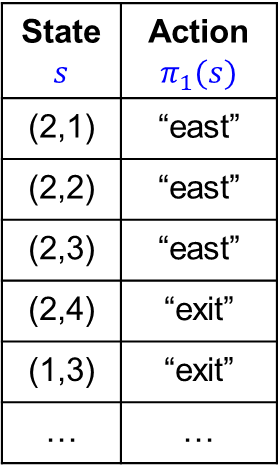 State Action
s π₁(s)
(2,1) “east”
(2,2) “east”
(2,3) “east”
(2,4) “exit”
(1,3) “exit”
… …